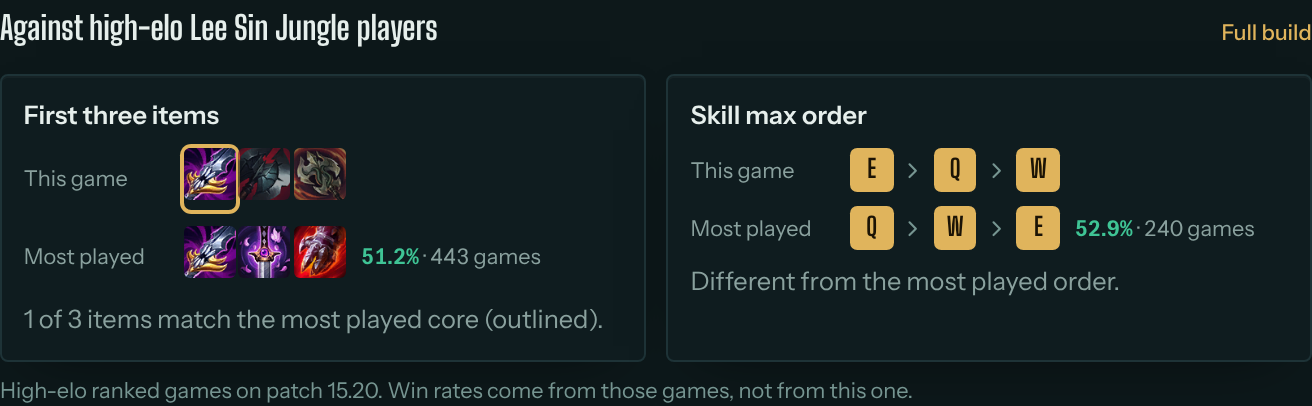 Against high-elo Lee Sin Jungle players
Full build
First three items
This game
Most played
51.2% · 443 games
1 of 3 items match the most played core (outlined).
Skill max order
This game
E > Q > W
Most played
Q > W > E 52.9% · 240 games
Different from the most played order.
High-elo ranked games on patch 15.20. Win rates come from those games, not from this one.